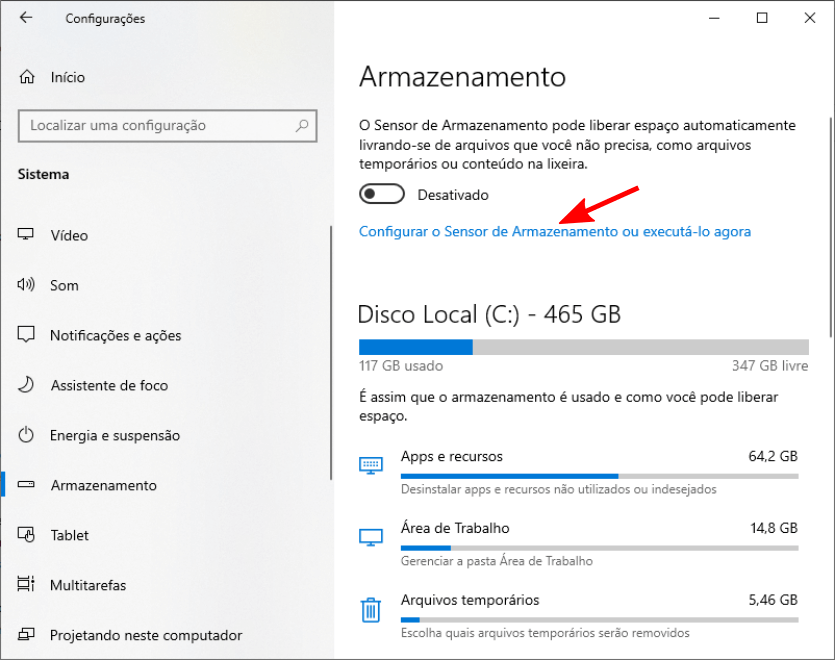 Configurações
Início
Localizar uma configuração
Sistema
Vídeo
Som
Notificações e ações
Assistente de foco
Energia e suspensão
Armazenamento
Tablet
Multitarefas
Projetando neste computador
Armazenamento
O Sensor de Armazenamento pode liberar espaço automaticamente
livrando-se de arquivos que você não precisa, como arquivos
temporários ou conteúdo na lixeira.
Desativado
Configurar o Sensor de Armazenamento ou executá-lo agora
Disco Local (C:) - 465 GB
117 GB usado
347 GB livre
É assim que o armazenamento é usado e como você pode liberar
espaço.
Apps e recursos
64,2 GB
Desinstalar apps e recursos não utilizados ou indesejados
Área de Trabalho
14,8 GB
Gerenciar a pasta Área de Trabalho
Arquivos temporários
5,46 GB
Escolha quais arquivos temporários serão removidos